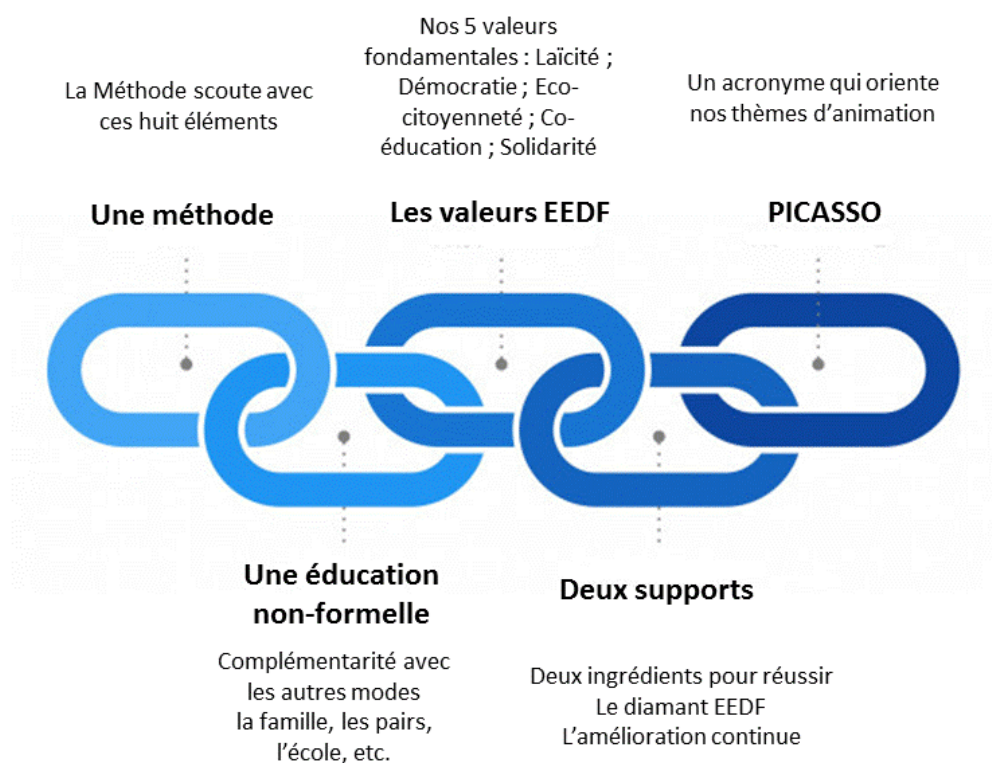 La Méthode scoute avec
ces huit éléments
Une méthode
Nos 5 valeurs
fondamentales : Laïcité ;
Démocratie ; Eco-
citoyenneté ; Co-
éducation ; Solidarité
Les valeurs EEDF
Un acronyme qui oriente
nos thèmes d’animation
PICASSO
Une éducation
non-formelle
Complémentarité avec
les autres modes
la famille, les pairs,
l’école, etc.
Deux supports
Deux ingrédients pour réussir
Le diamant EEDF
L’amélioration continue